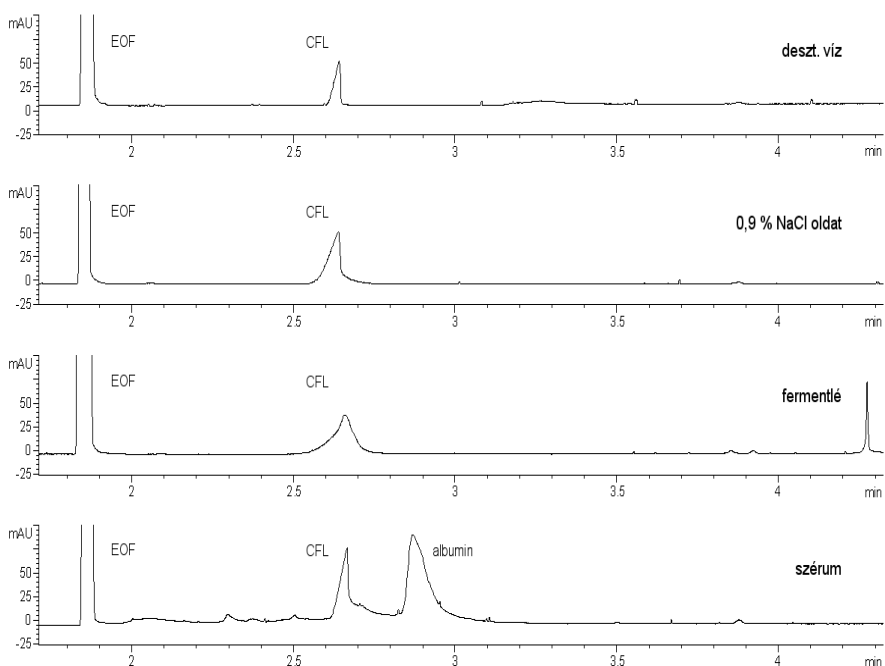 mAU
EOF
CFL
deszt. víz
50
25
0
-25
2
2.5
3
3.5
4
min
mAU
EOF
CFL
0,9 % NaCl oldat
50
25
0
-25
2
2.5
3
3.5
4
min
mAU
EOF
CFL
fermentlé
50
25
0
-25
2
2.5
3
3.5
4
min
mAU
EOF
CFL
albumin
szérum
50
25
0
-25
2
2.5
3
3.5
4
min